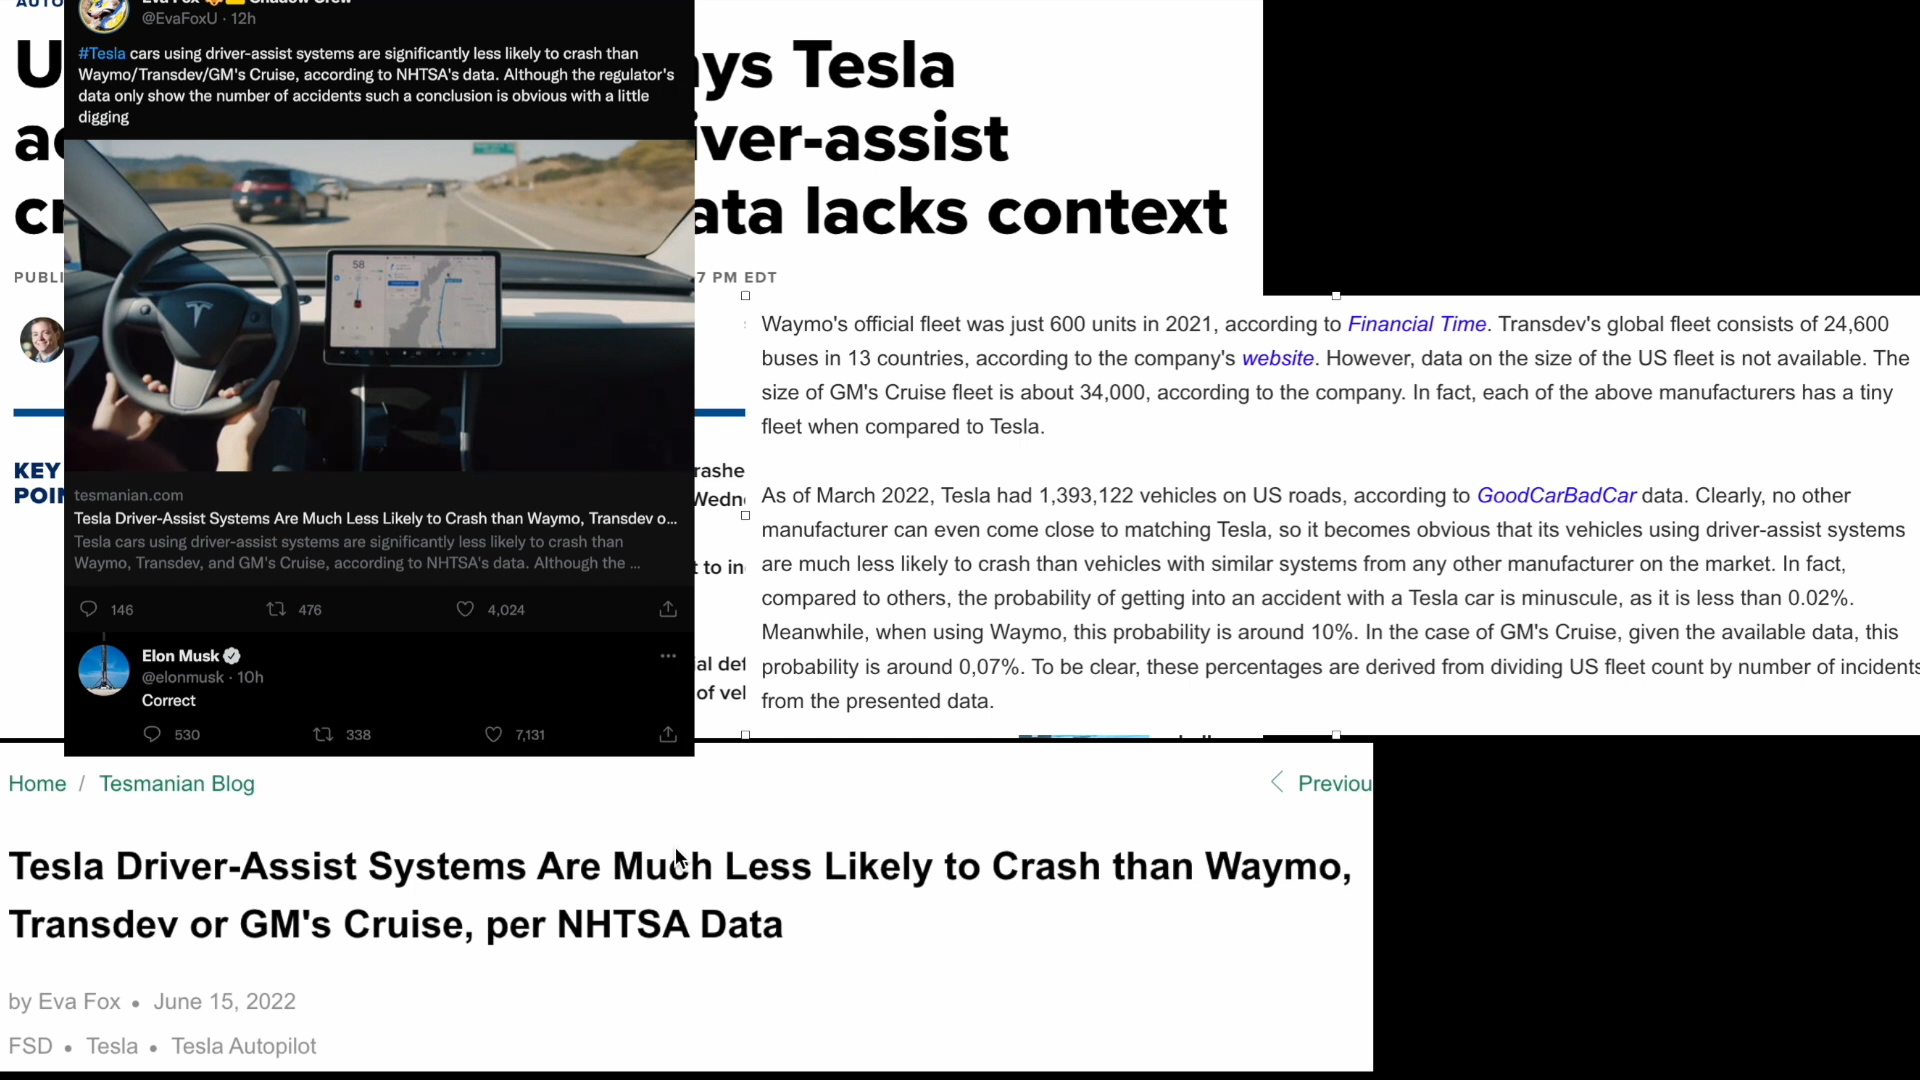 AUTO
U
ays Tesla
ac
iver-assist
cr
ata lacks context
PUBLI
7 PM EDT
KEY
POIN
rashe
Wedn
t to in
al def
of vel
@EvaFoxU · 12h
#Tesla cars using driver-assist systems are significantly less likely to crash than
Waymo/Transdev/GM's Cruise, according to NHTSA's data. Although the regulator's
data only show the number of accidents such a conclusion is obvious with a little
digging
58
tesmanian.com
Tesla Driver-Assist Systems Are Much Less Likely to Crash than Waymo, Transdev o...
Tesla cars using driver-assist systems are significantly less likely to crash than
Waymo, Transdev, and GM's Cruise, according to NHTSA's data. Although the ...
146 476 4,024
Elon Musk
@elonmusk · 10h
Correct
530 338 7,131
Waymo's official fleet was just 600 units in 2021, according to Financial Time. Transdev's global fleet consists of 24,600
buses in 13 countries, according to the company's website. However, data on the size of the US fleet is not available. The
size of GM's Cruise fleet is about 34,000, according to the company. In fact, each of the above manufacturers has a tiny
fleet when compared to Tesla.
As of March 2022, Tesla had 1,393,122 vehicles on US roads, according to GoodCarBadCar data. Clearly, no other
manufacturer can even come close to matching Tesla, so it becomes obvious that its vehicles using driver-assist systems
are much less likely to crash than vehicles with similar systems from any other manufacturer on the market. In fact,
compared to others, the probability of getting into an accident with a Tesla car is minuscule, as it is less than 0.02%.
Meanwhile, when using Waymo, this probability is around 10%. In the case of GM's Cruise, given the available data, this
probability is around 0,07%. To be clear, these percentages are derived from dividing US fleet count by number of incidents
from the presented data.
Home / Tesmanian Blog
Previou
Tesla Driver-Assist Systems Are Much Less Likely to Crash than Waymo,
Transdev or GM's Cruise, per NHTSA Data
by Eva Fox • June 15, 2022
FSD • Tesla • Tesla Autopilot